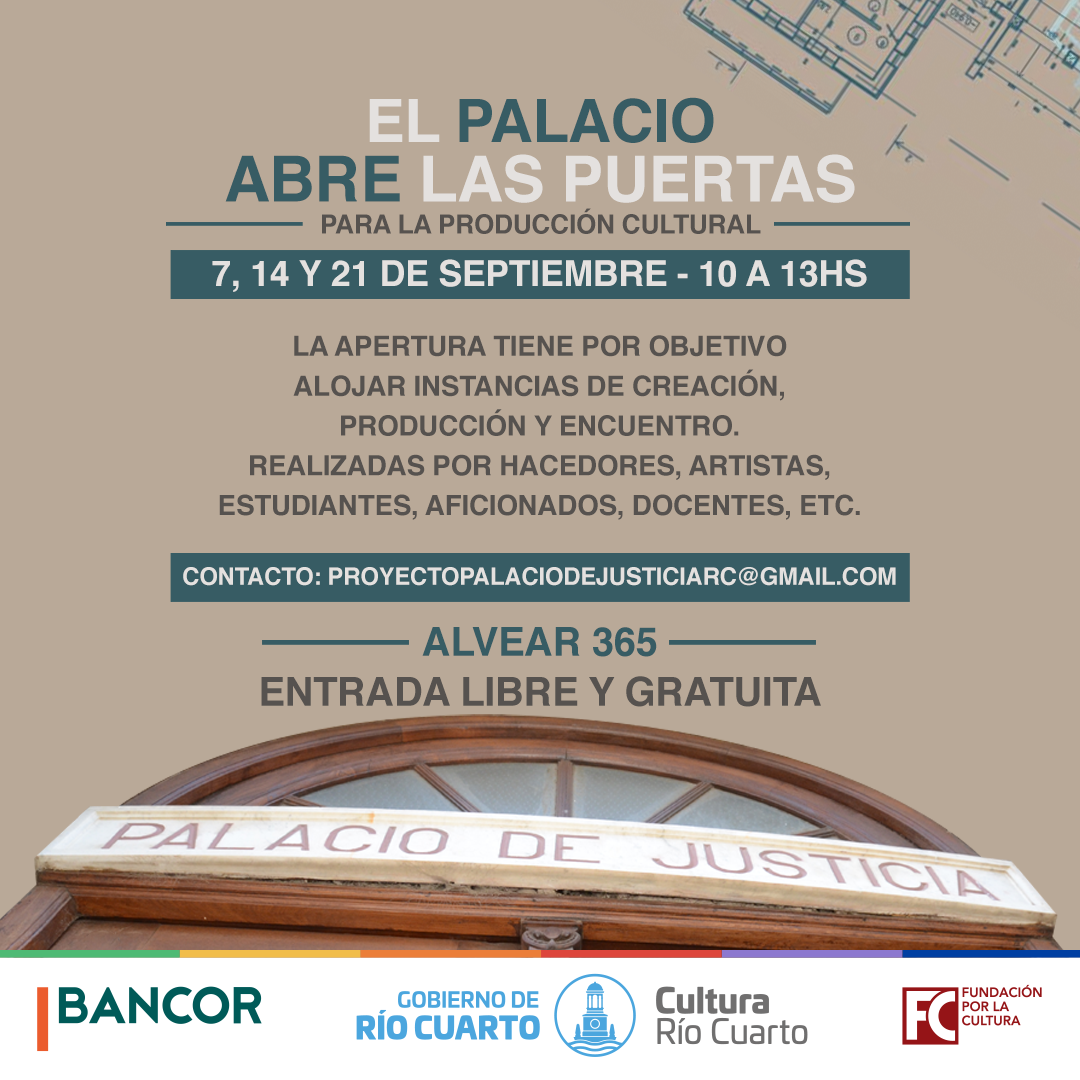 EL PALACIO
ABRE LAS PUERTAS
PARA LA PRODUCCIÓN CULTURAL
7, 14 Y 21 DE SEPTIEMBRE - 10 A 13HS
LA APERTURA TIENE POR OBJETIVO
ALOJAR INSTANCIAS DE CREACIÓN,
PRODUCCIÓN Y ENCUENTRO.
REALIZADAS POR HACEDORES, ARTISTAS,
ESTUDIANTES, AFICIONADOS, DOCENTES, ETC.
CONTACTO: PROYECTOPALACIODEJUSTICIARC@GMAIL.COM
ALVEAR 365
ENTRADA LIBRE Y GRATUITA
PALACIO DE JUSTICIA
BANCOR
GOBIERNO DE
RÍO CUARTO
Cultura
Río Cuarto
FC
FUNDACIÓN
POR LA
CULTURA